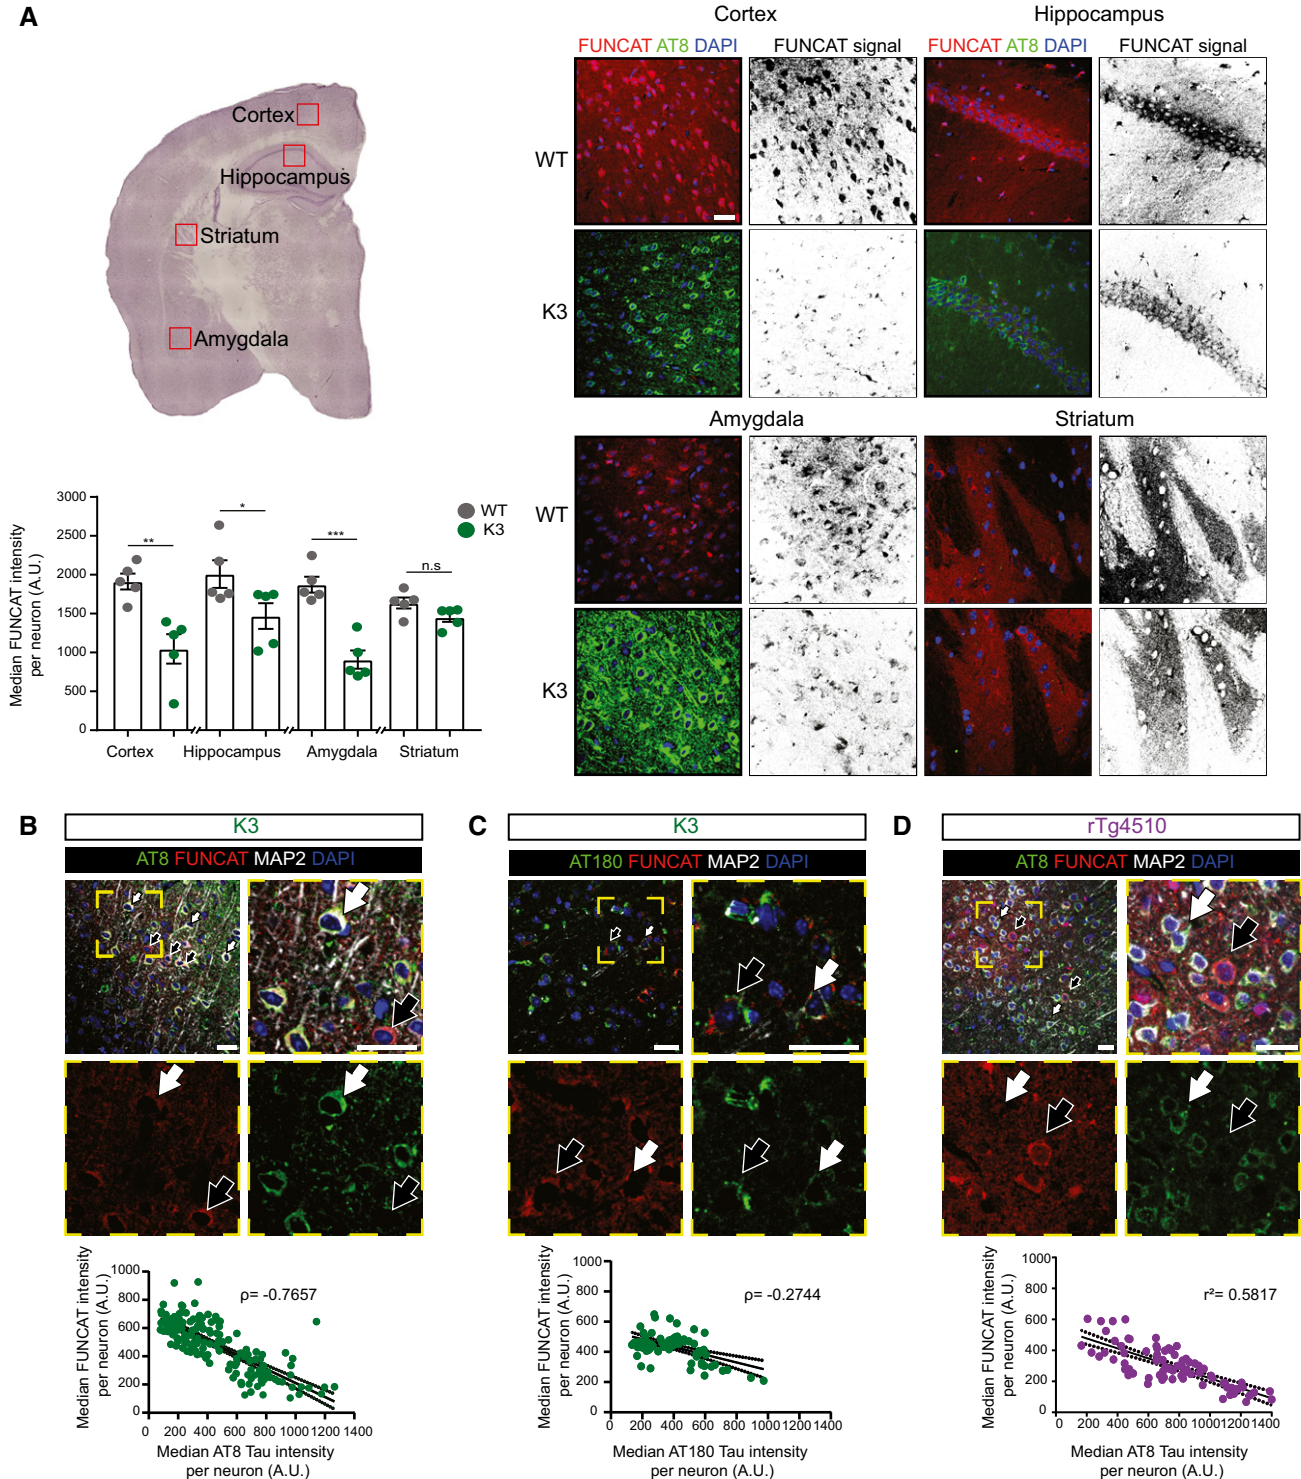 A
Cortex
Hippocampus
Striatum
Amygdala
Cortex
Hippocampus
FUNCAT AT8 DAPI
FUNCAT signal
FUNCAT AT8 DAPI
FUNCAT signal
WT
K3
Amygdala
Striatum
WT
K3
Median FUNCAT intensity
per neuron (A.U.)
3000
2500
2000
1500
1000
500
0
**
*
***
n.s
WT
K3
Cortex
Hippocampus
Amygdala
Striatum
B
K3
AT8 FUNCAT MAP2 DAPI
Median FUNCAT intensity
per neuron (A.U.)
1000
800
600
400
200
0
ρ= -0.7657
0 200 400 600 800 1000 1200 1400
Median AT8 Tau intensity
per neuron (A.U.)
C
K3
AT180 FUNCAT MAP2 DAPI
Median FUNCAT intensity
per neuron (A.U.)
1000
800
600
400
200
0
ρ= -0.2744
0 200 400 600 800 1000 1200 1400
Median AT180 Tau intensity
per neuron (A.U.)
D
rTg4510
AT8 FUNCAT MAP2 DAPI
Median FUNCAT intensity
per neuron (A.U.)
1000
800
600
400
200
0
r²= 0.5817
0 200 400 600 800 1000 1200 1400
Median AT8 Tau intensity
per neuron (A.U.)